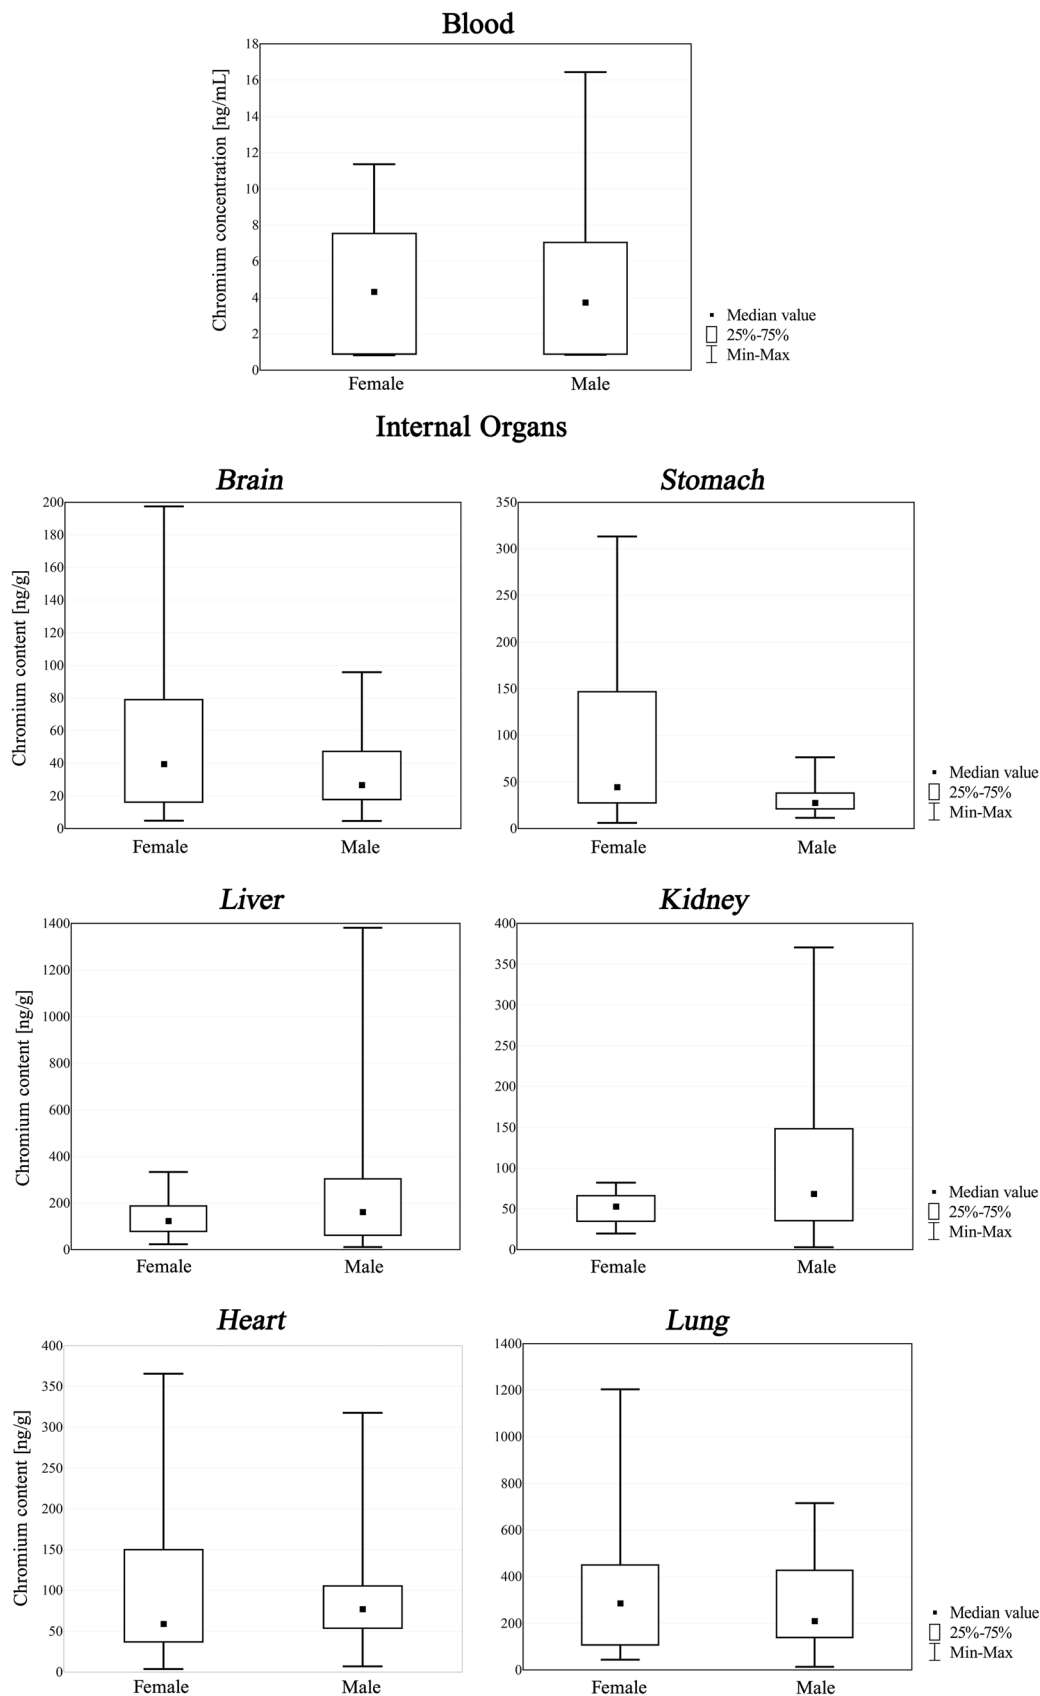 Blood
Chromium concentration [ng/mL]
18
16
14
12
10
8
6
4
2
0
Female Male
Median value
25%-75%
Min-Max
Internal Organs
Brain
Chromium content [ng/g]
200
180
160
140
120
100
80
60
40
20
0
Female Male
Stomach
350
300
250
200
150
100
50
0
Female Male
Median value
25%-75%
Min-Max
Liver
Chromium content [ng/g]
1400
1200
1000
800
600
400
200
0
Female Male
Kidney
400
350
300
250
200
150
100
50
0
Female Male
Median value
25%-75%
Min-Max
Heart
Chromium content [ng/g]
400
350
300
250
200
150
100
50
0
Female Male
Lung
1400
1200
1000
800
600
400
200
0
Female Male
Median value
25%-75%
Min-Max